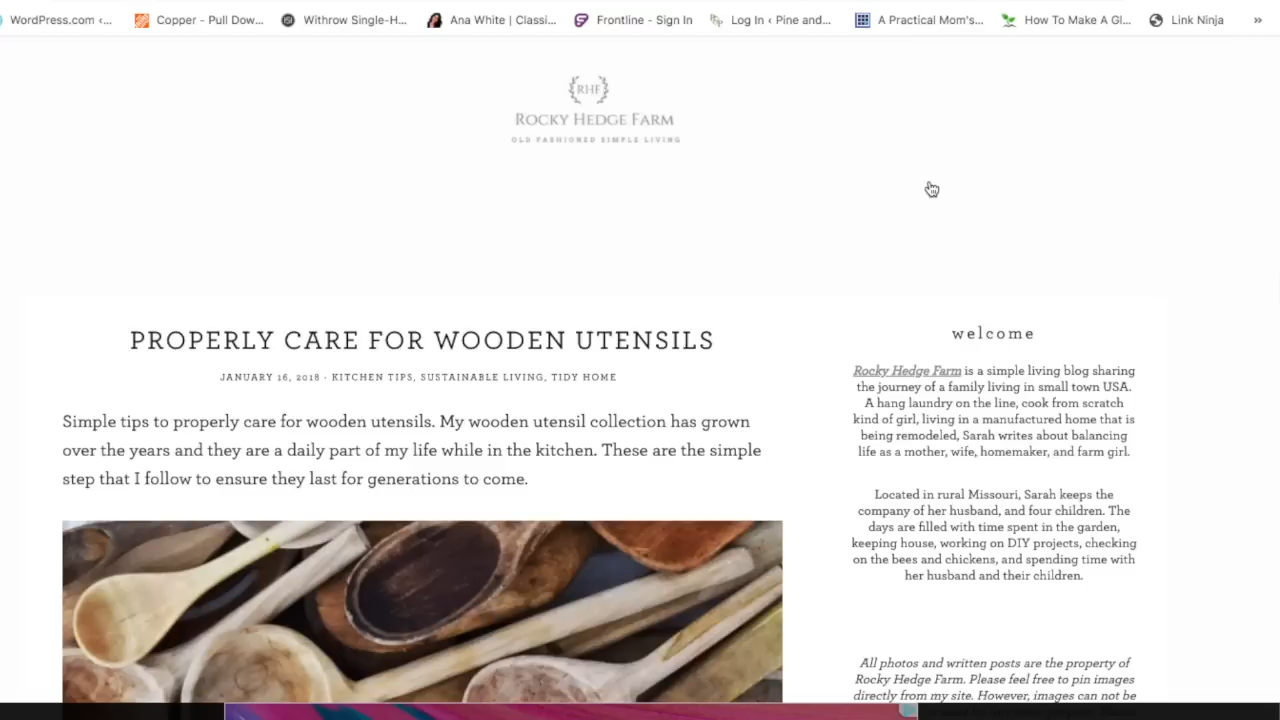 WordPress.com ‹... Copper - Pull Dow... Withrow Single-H... Ana White | Classi... Frontline - Sign In Log In ‹ Pine and... A Practical Mom's... How To Make A Gl... Link Ninja »
RHF
ROCKY HEDGE FARM
OLD FASHIONED SIMPLE LIVING
PROPERLY CARE FOR WOODEN UTENSILS
JANUARY 16, 2018 · KITCHEN TIPS, SUSTAINABLE LIVING, TIDY HOME
Simple tips to properly care for wooden utensils. My wooden utensil collection has grown
over the years and they are a daily part of my life while in the kitchen. These are the simple
step that I follow to ensure they last for generations to come.
welcome
Rocky Hedge Farm is a simple living blog sharing
the journey of a family living in small town USA.
A hang laundry on the line, cook from scratch
kind of girl, living in a manufactured home that is
being remodeled, Sarah writes about balancing
life as a mother, wife, homemaker, and farm girl.
Located in rural Missouri, Sarah keeps the
company of her husband, and four children. The
days are filled with time spent in the garden,
keeping house, working on DIY projects, checking
on the bees and chickens, and spending time with
her husband and their children.
All photos and written posts are the property of
Rocky Hedge Farm. Please feel free to pin images
directly from my site. However, images can not be